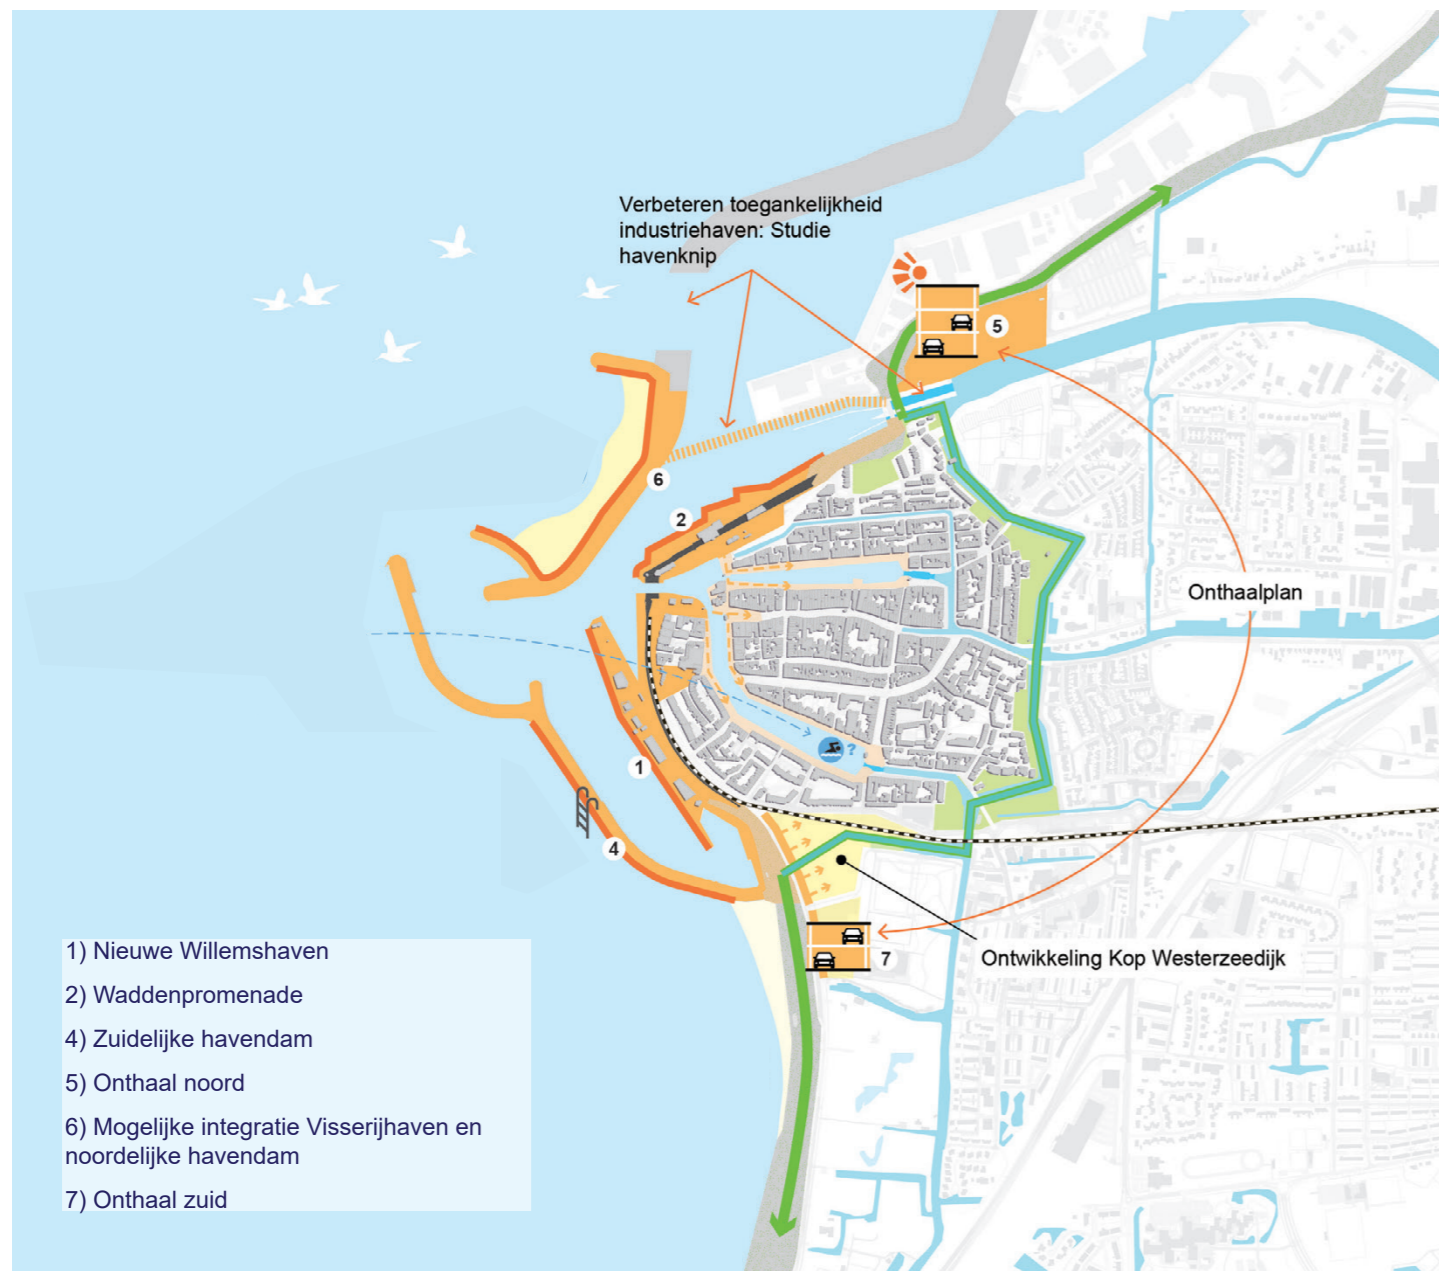 Verbeteren toegankelijkheid
industriehaven: Studie
havenknip
5
6
2
Onthaalplan
?
1
4
Ontwikkeling Kop Westerzeedijk
7
1) Nieuwe Willemshaven
2) Waddenpromenade
4) Zuidelijke havendam
5) Onthaal noord
6) Mogelijke integratie Visserijhaven en
noordelijke havendam
7) Onthaal zuid